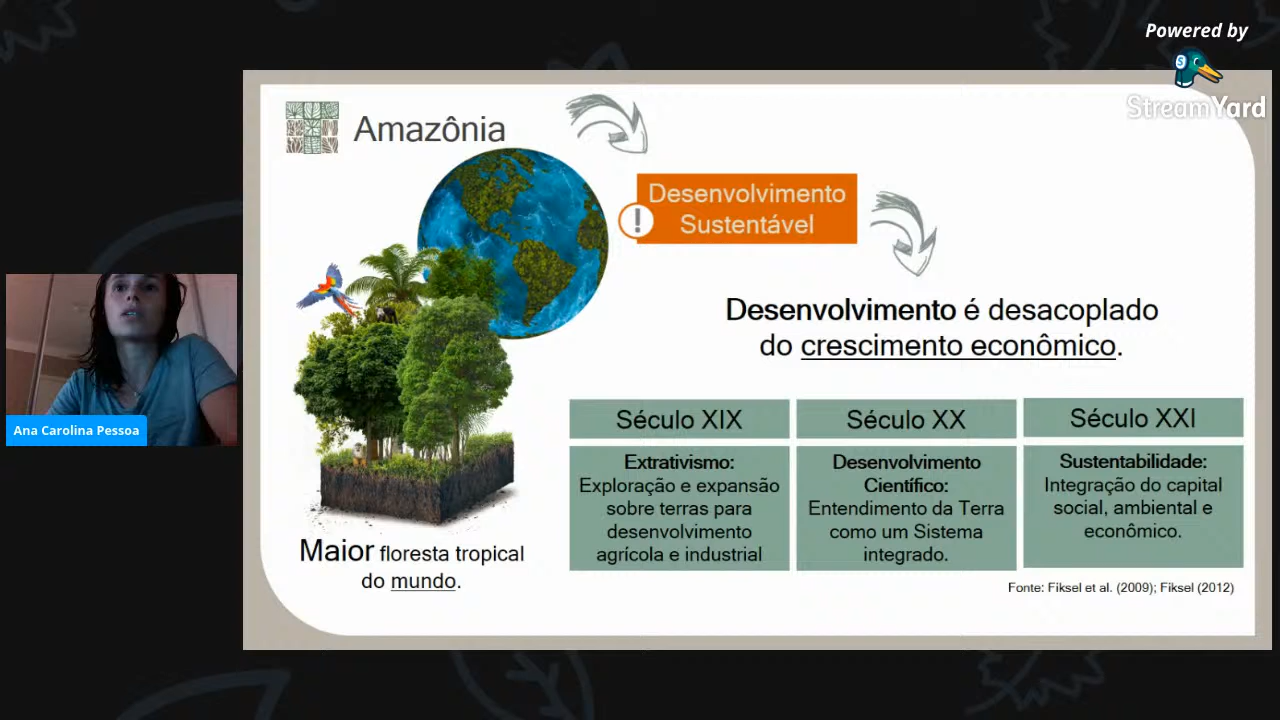 Powered by
StreamYard
Amazônia
Desenvolvimento
Sustentável
!
Desenvolvimento é desacoplado
do crescimento econômico.
Século XIX
Extrativismo:
Exploração e expansão
sobre terras para
desenvolvimento
agrícola e industrial
Século XX
Desenvolvimento
Científico:
Entendimento da Terra
como um Sistema
integrado.
Século XXI
Sustentabilidade:
Integração do capital
social, ambiental e
econômico.
Maior floresta tropical
do mundo.
Fonte: Fiksel et al. (2009); Fiksel (2012)
Ana Carolina Pessoa